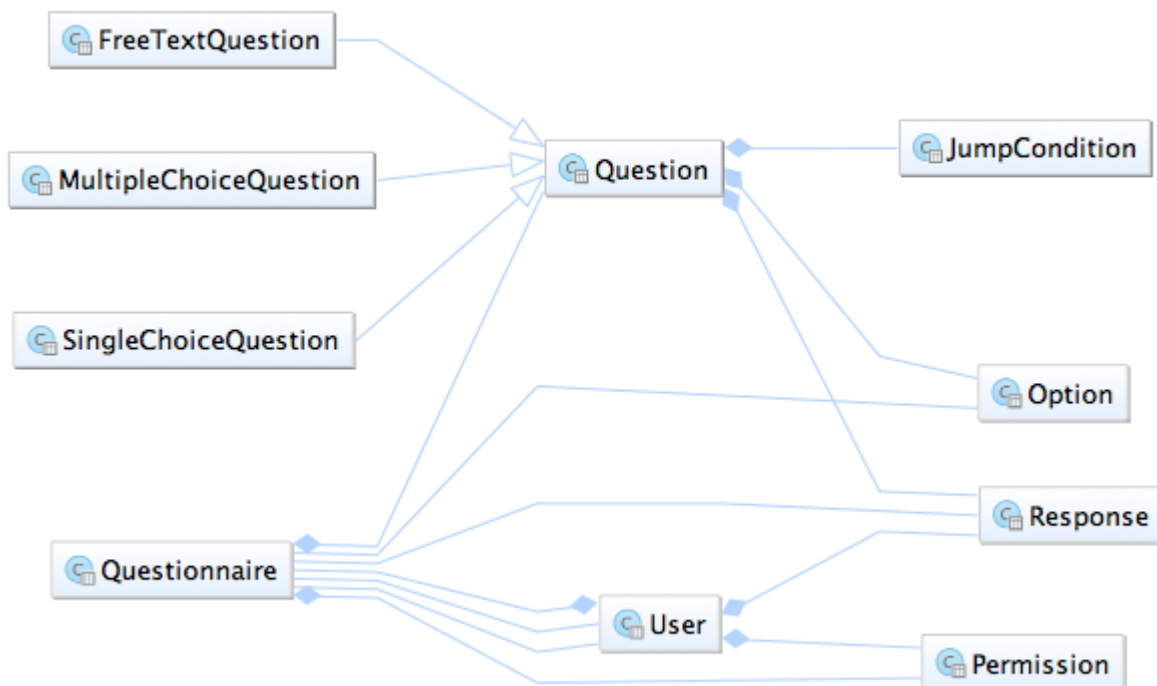 FreeTextQuestion
JumpCondition
Question
MultipleChoiceQuestion
SingleChoiceQuestion
Option
Response
Questionnaire
User
Permission